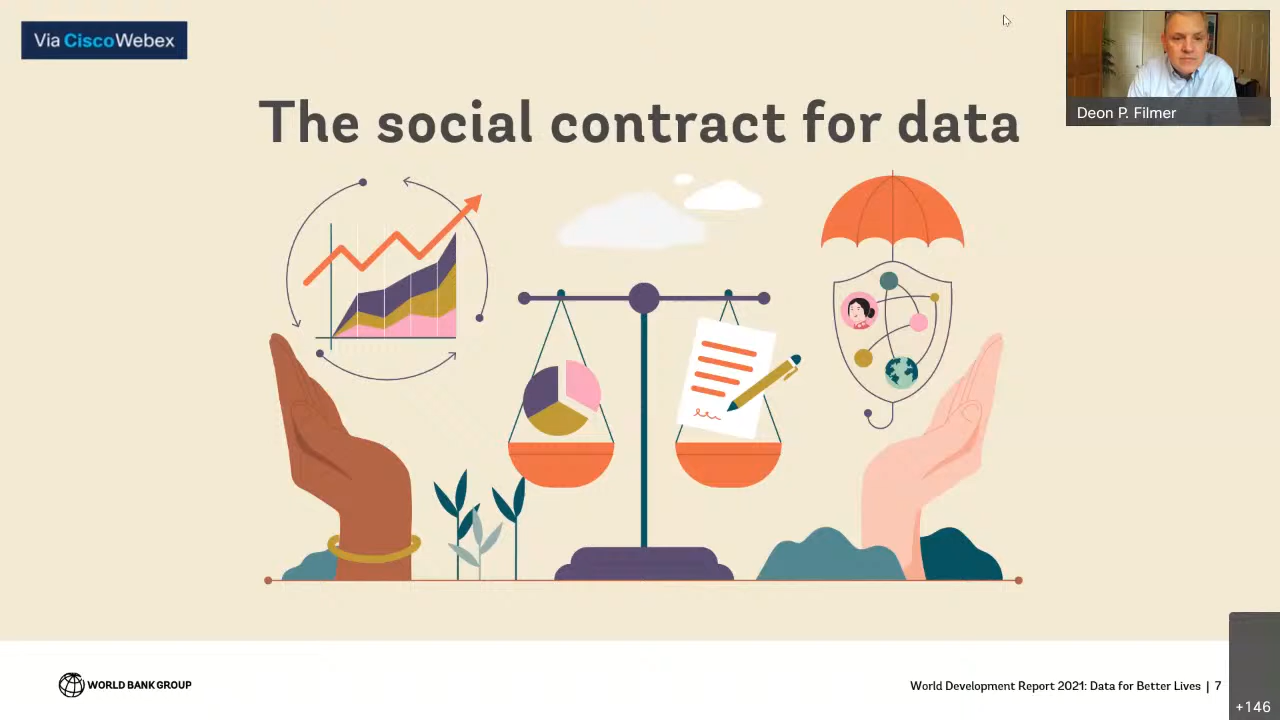 Via CiscoWebex
The social contract for data
Deon P. Filmer
WORLD BANK GROUP
World Development Report 2021: Data for Better Lives | 7
+146